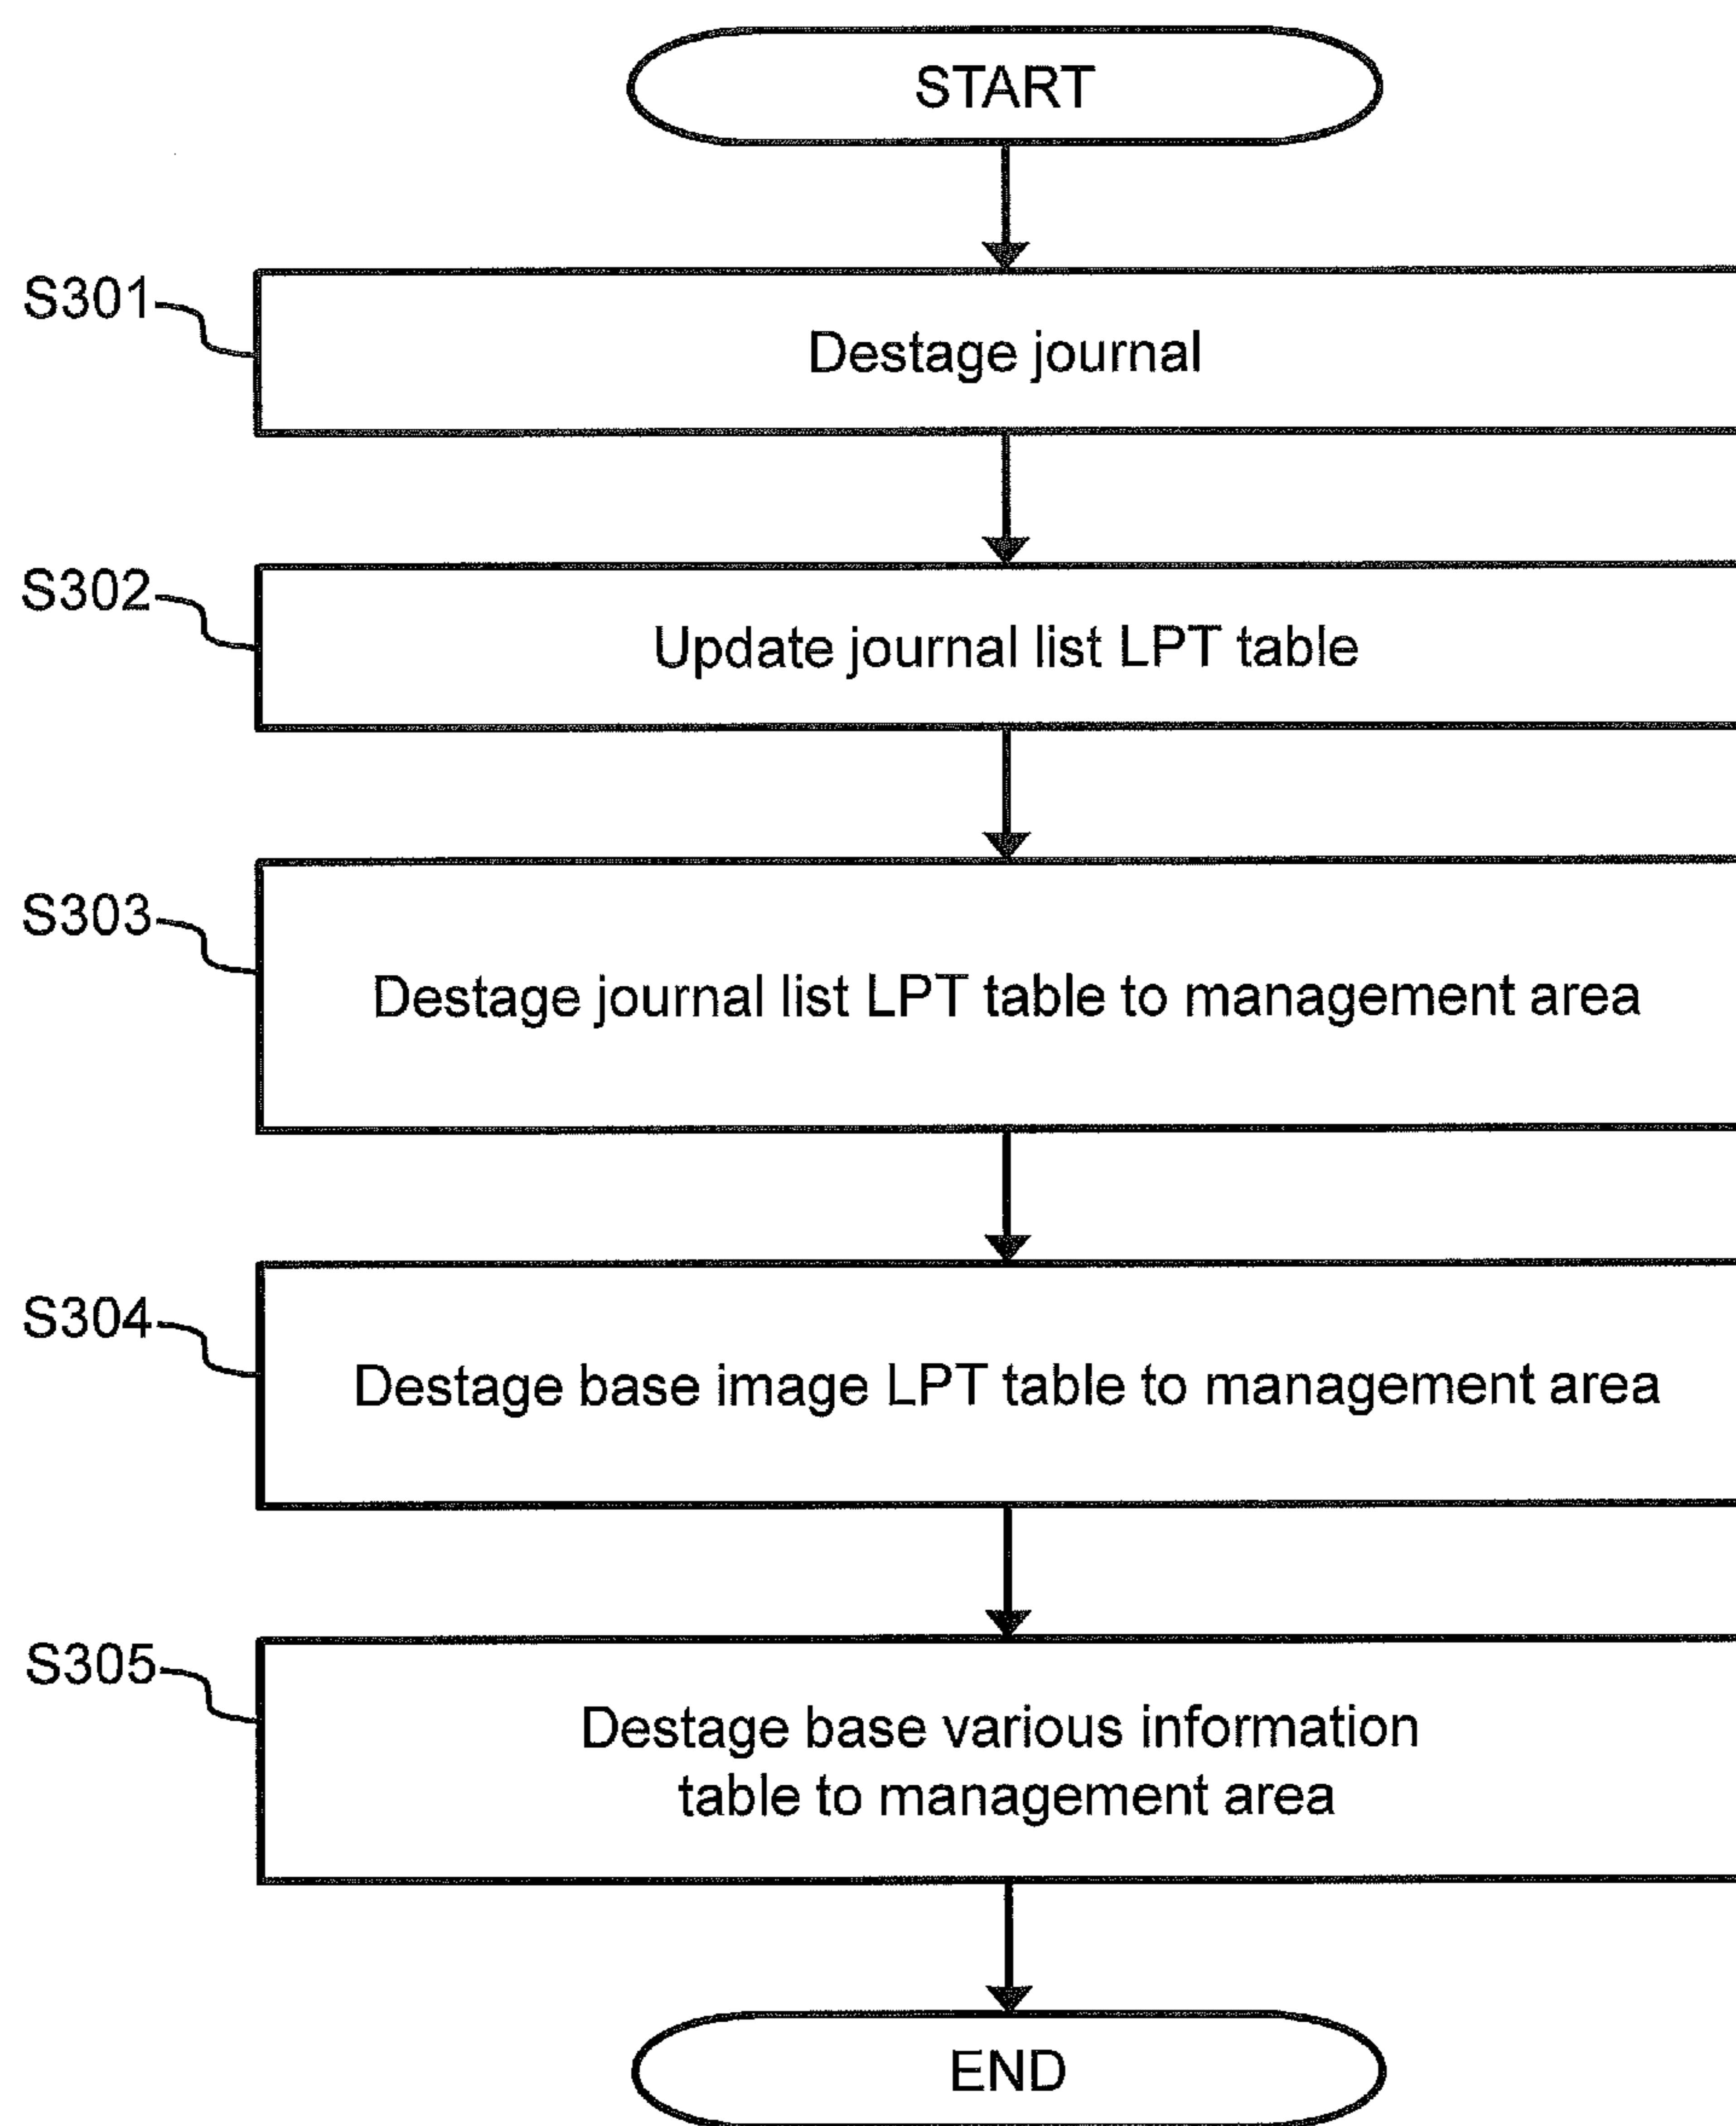 START
S301
Destage journal
S302
Update journal list LPT table
S303
Destage journal list LPT table to management area
S304
Destage base image LPT table to management area
S305
Destage base various information
table to management area
END